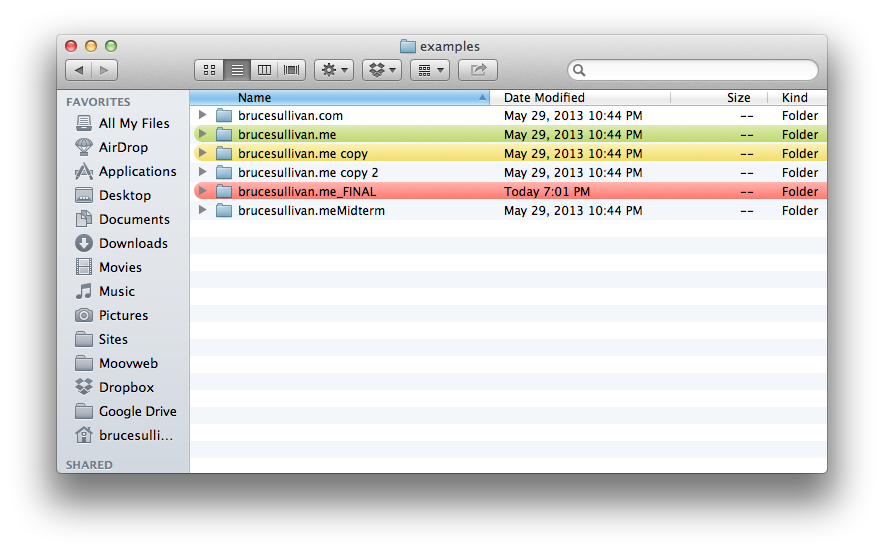 examples
FAVORITES
All My Files
AirDrop
Applications
Desktop
Documents
Downloads
Movies
Music
Pictures
Sites
Moovweb
Dropbox
Google Drive
brucesulli...
SHARED
Name Date Modified Size Kind
brucesullivan.com May 29, 2013 10:44 PM -- Folder
brucesullivan.me May 29, 2013 10:44 PM -- Folder
brucesullivan.me copy May 29, 2013 10:44 PM -- Folder
brucesullivan.me copy 2 May 29, 2013 10:44 PM -- Folder
brucesullivan.me_FINAL Today 7:01 PM -- Folder
brucesullivan.meMidterm May 29, 2013 10:44 PM -- Folder